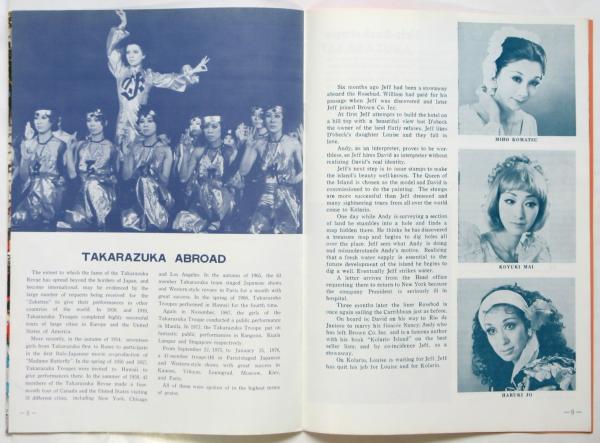 TAKARAZUKA ABROAD
The extent to which the fame of the Takarazuka
Revue has spread beyond the borders of Japan, and
become international, may be evidenced by the
large number of requests being received for the
"Zukettes" to give their performances in other
countries of the world. In 1938 and 1939,
Takarazuka Troupes completed highly successful
tours of large cities in Europe and the United
States of America.
More recently, in the autumn of 1954, seventeen
girls from Takarazuka flew to Rome to participate
in the first Italo-Japanese movie co-production of
"Madame Butterfly". In the spring of 1956 and 1957,
Takarazuka Troupes were invited to Hawaii to
give performances there. In the summer of 1959, 41
members of the Takarazuka Revue made a four-
month tour of Canada and the United States visiting
different cities, including New York, Chicago
and Los Angeles. In the autumn of 1965, the 63
member Takarazuka team staged Japanese shows
and Western-style revues in Paris for a month with
great success. In the spring of 1966, Takarazuka
Troupes performed in Hawaii for the fourth time.
Again in November, 1967, the girls of the
Takarazuka Troupe conducted a public performance
in Manila. In 1973, the Takarazuka Troupe put on
fantastic public performances in Rangoon, Kuala
Lumpur and Singapore respectively.
From September 22, 1975, to January 25, 1976,
a 41-member troupe staged Japanese
and Western-style shows, with great success in
Kansas, Tribune, Leningrad, Moscow, Kiev,
and Paris.
All of these were spoken of in the highest terms
of praise.
— 8 —
Six months ago Jeff had been a stowaway
aboard the Rosebud. William had paid for his
passage when Jeff was discovered and later
Jeff joined Brown Co. Inc.
At first Jeff attempts to build the hotel on
a hill top with a beautiful view but D'obeck
the owner of the land flatly refuses. Jeff likes
D'obeck's daughter Louise and they fall in
love.
Andy, as an interpreter, proves to be wor-
thless, so Jeff hires David as interpreter without
realizing David's real identity.
Jeff's next step is to issue stamps to make
the island's beauty well-known. The Queen of
the Island is chosen as the model and David is
commissioned to do the painting. The stamps
are more successful than Jeff dreamed and
many sightseeing tours from all over the world
come to Kolarin.
One day while Andy is surveying a section
of land he stumbles into a hole and finds a
map hidden there. He thinks he has discovered
a treasure map and begins to dig holes all
over the place. Jeff sees what Andy is doing
and misunderstands Andy's motive. Realizing
that a fresh water supply is essential to the
future development of the island he begins to
dig a well. Eventually Jeff strikes water.
A letter arrives from the Head office
requesting them to return to New York because
the company President is seriously ill in
hospital.
Three months later the liner Rosebud is
once again sailing the Carribbean just as before.
On board is: David on his way to Rio de
Janiero to marry his fiancée Nancy; Andy who
has left Brown Co. Inc. and is a famous author
with his book "Kolarin Island" on the best
seller lists; and by co-incidence Jeff, as a
stowaway.
On Kolarin, Louise is waiting for Jeff. Jeff
has quit his job for Louise and for Kolarin.
MIHO KOMATSU
KOYUKI MAI
HARUKI JO
— 9 —